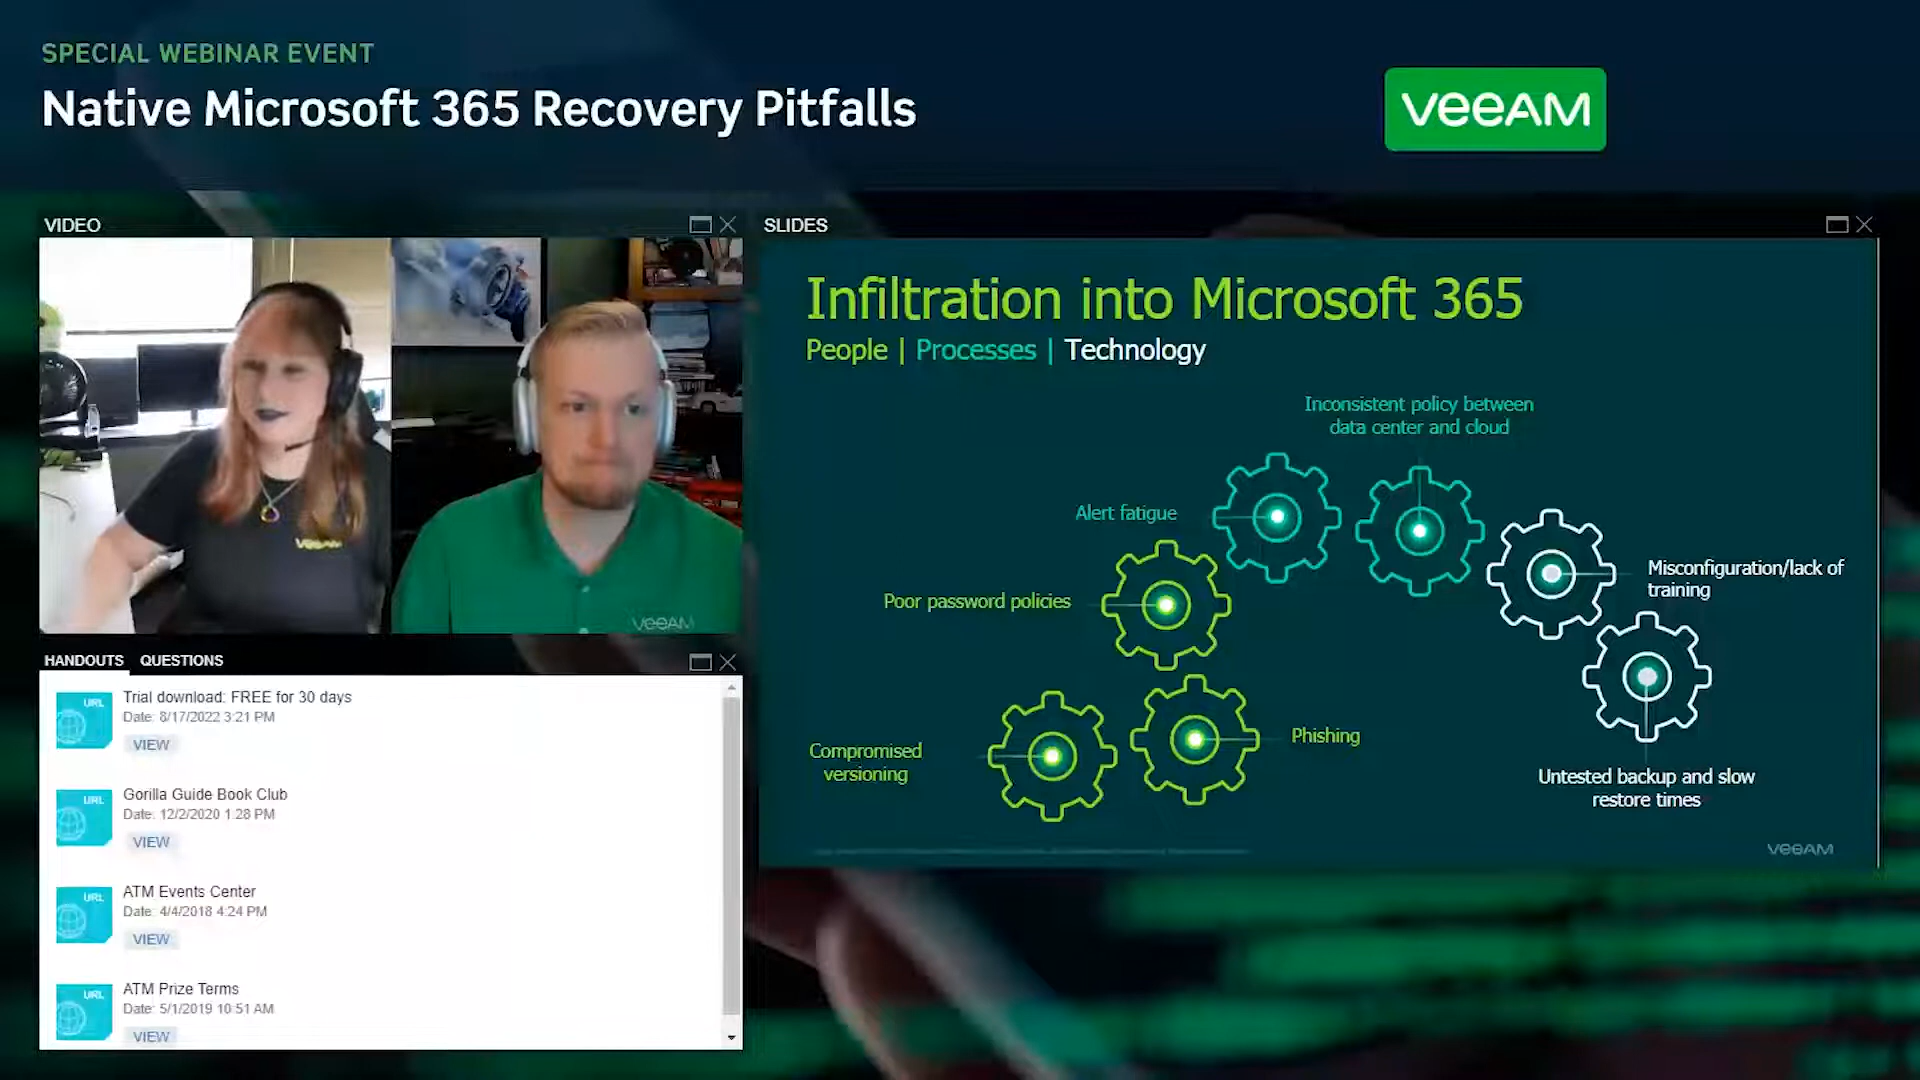 SPECIAL WEBINAR EVENT
Native Microsoft 365 Recovery Pitfalls
veeAM
VIDEO
SLIDES
veeAM
veeAM
Infiltration into Microsoft 365
People | Processes | Technology
Inconsistent policy between
data center and cloud
Alert fatigue
Misconfiguration/lack of
training
Poor password policies
Compromised
versioning
Phishing
Untested backup and slow
restore times
veeAM
HANDOUTS QUESTIONS
URL
Trial download: FREE for 30 days
Date: 8/17/2022 3:21 PM
VIEW
URL
Gorilla Guide Book Club
Date: 12/2/2020 1:28 PM
VIEW
URL
ATM Events Center
Date: 4/4/2018 4:24 PM
VIEW
URL
ATM Prize Terms
Date: 5/1/2019 10:51 AM
VIEW